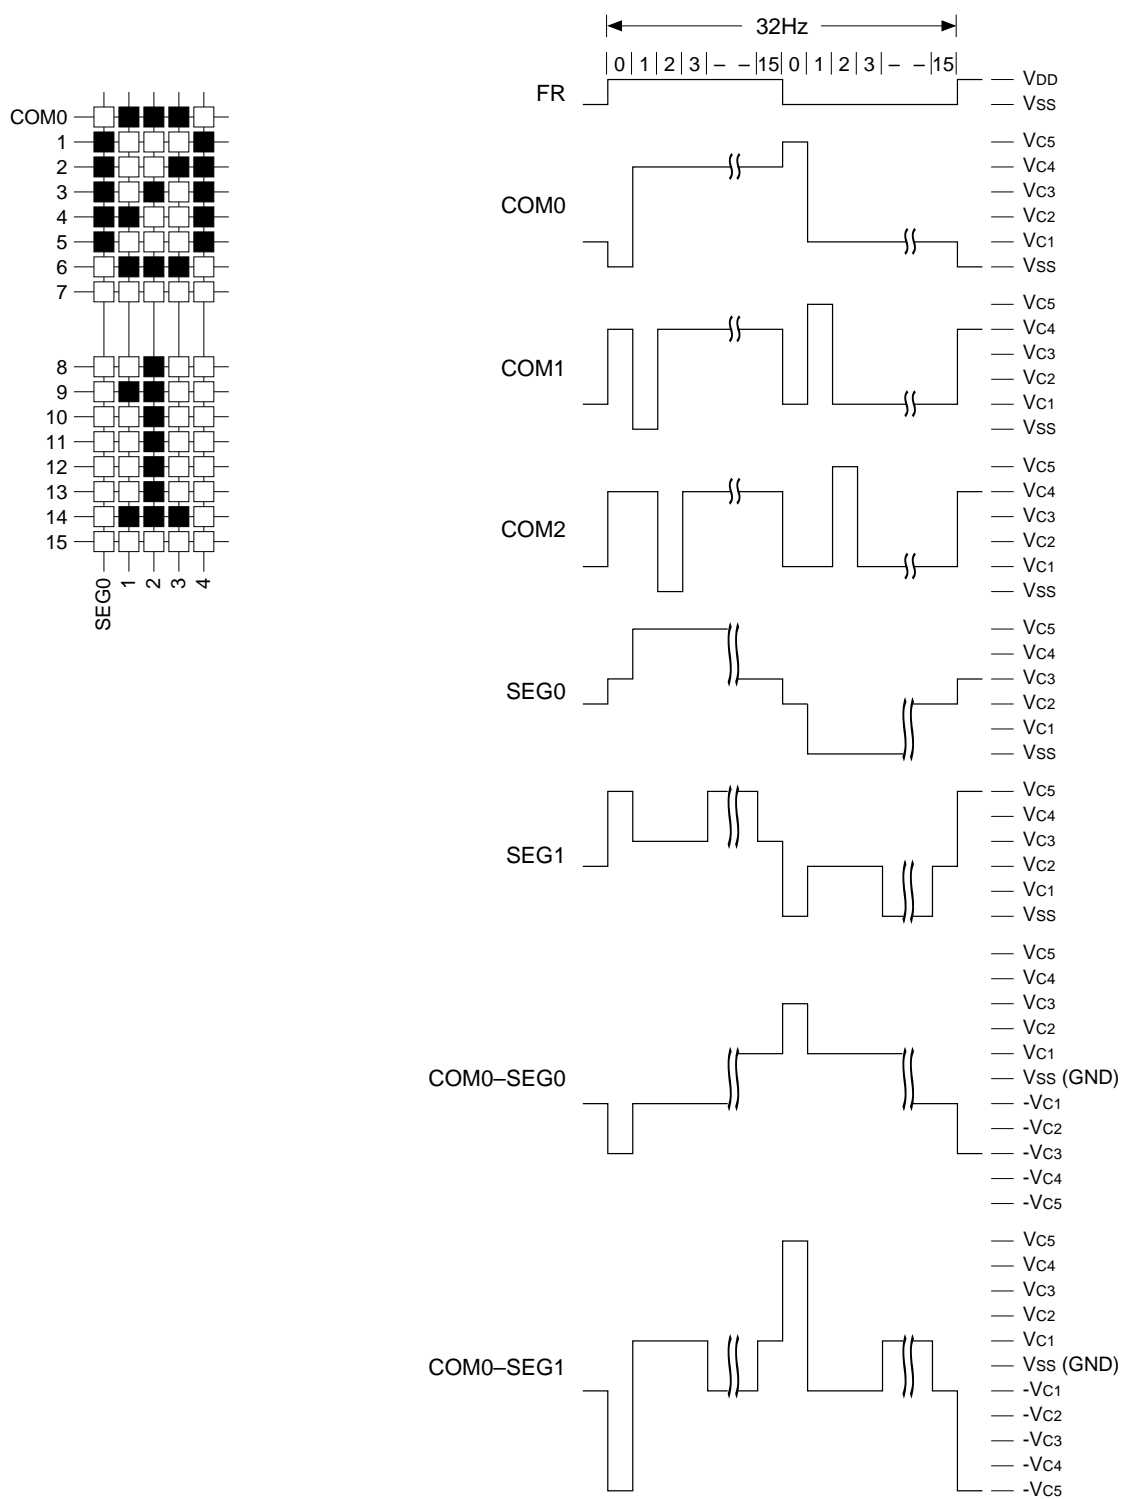 32Hz
0 1 2 3 – – 15 0 1 2 3 – – 15
FR
VDD
VSS
COM0
1
2
3
4
5
6
7
8
9
10
11
12
13
14
15
SEG0 1 2 3 4
COM0
VC5
VC4
VC3
VC2
VC1
VSS
COM1
VC5
VC4
VC3
VC2
VC1
VSS
COM2
VC5
VC4
VC3
VC2
VC1
VSS
SEG0
VC5
VC4
VC3
VC2
VC1
VSS
SEG1
VC5
VC4
VC3
VC2
VC1
VSS
COM0–SEG0
VC5
VC4
VC3
VC2
VC1
VSS (GND)
-VC1
-VC2
-VC3
-VC4
-VC5
COM0–SEG1
VC5
VC4
VC3
VC2
VC1
VSS (GND)
-VC1
-VC2
-VC3
-VC4
-VC5